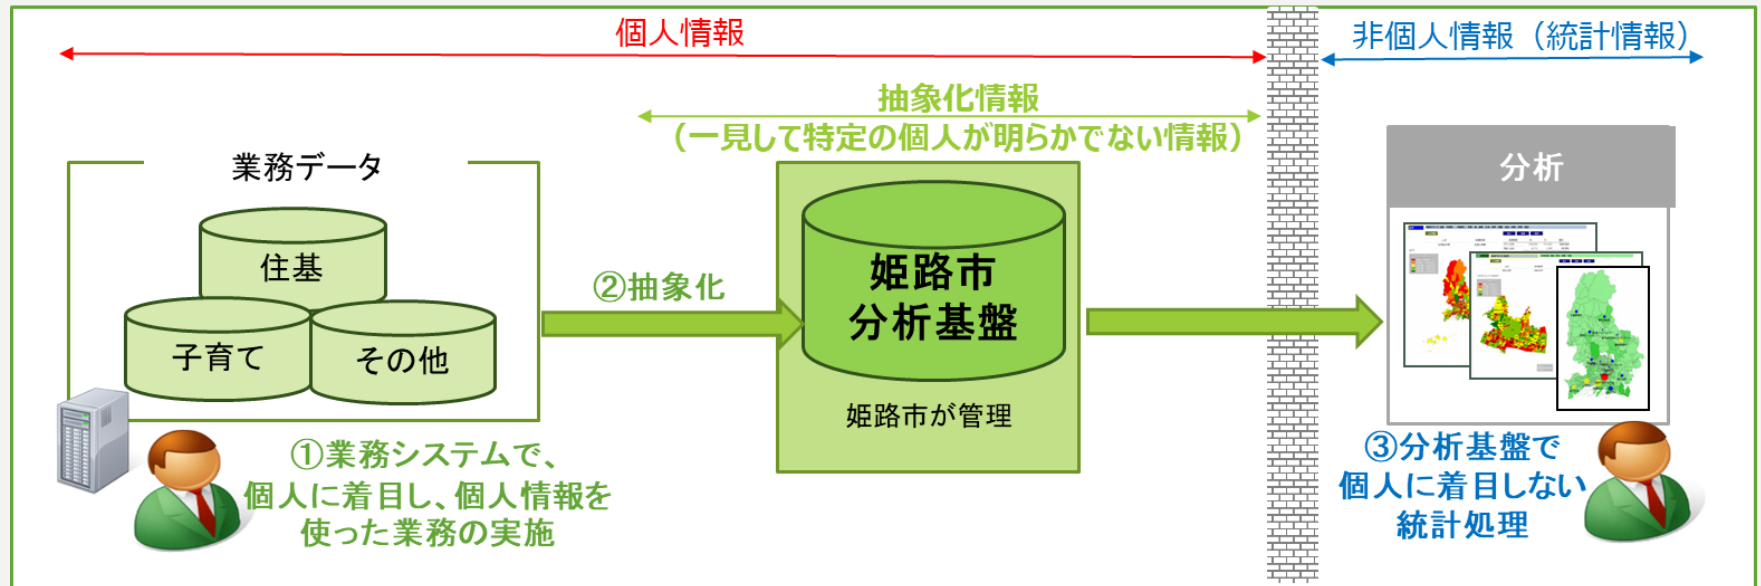 個人情報
非個人情報（統計情報）
抽象化情報
（一見して特定の個人が明らかでない情報）
業務データ
住基
子育て
その他
②抽象化
姫路市
分析基盤
姫路市が管理
分析
①業務システムで、
個人に着目し、個人情報を
使った業務の実施
③分析基盤で
個人に着目しない
統計処理